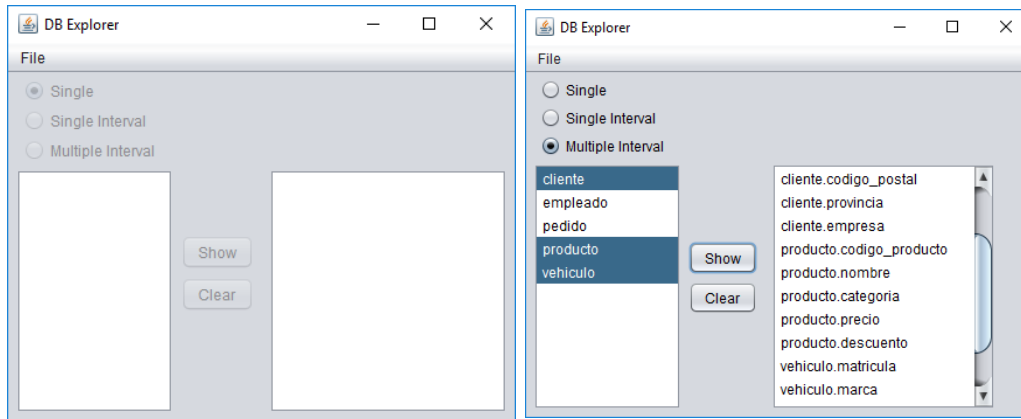 DB Explorer
File
Single
Single Interval
Multiple Interval
Show
Clear
DB Explorer
File
Single
Single Interval
Multiple Interval
cliente
empleado
pedido
producto
vehiculo
Show
Clear
cliente.codigo_postal
cliente.provincia
cliente.empresa
producto.codigo_producto
producto.nombre
producto.categoria
producto.precio
producto.descuento
vehiculo.matricula
vehiculo.marca